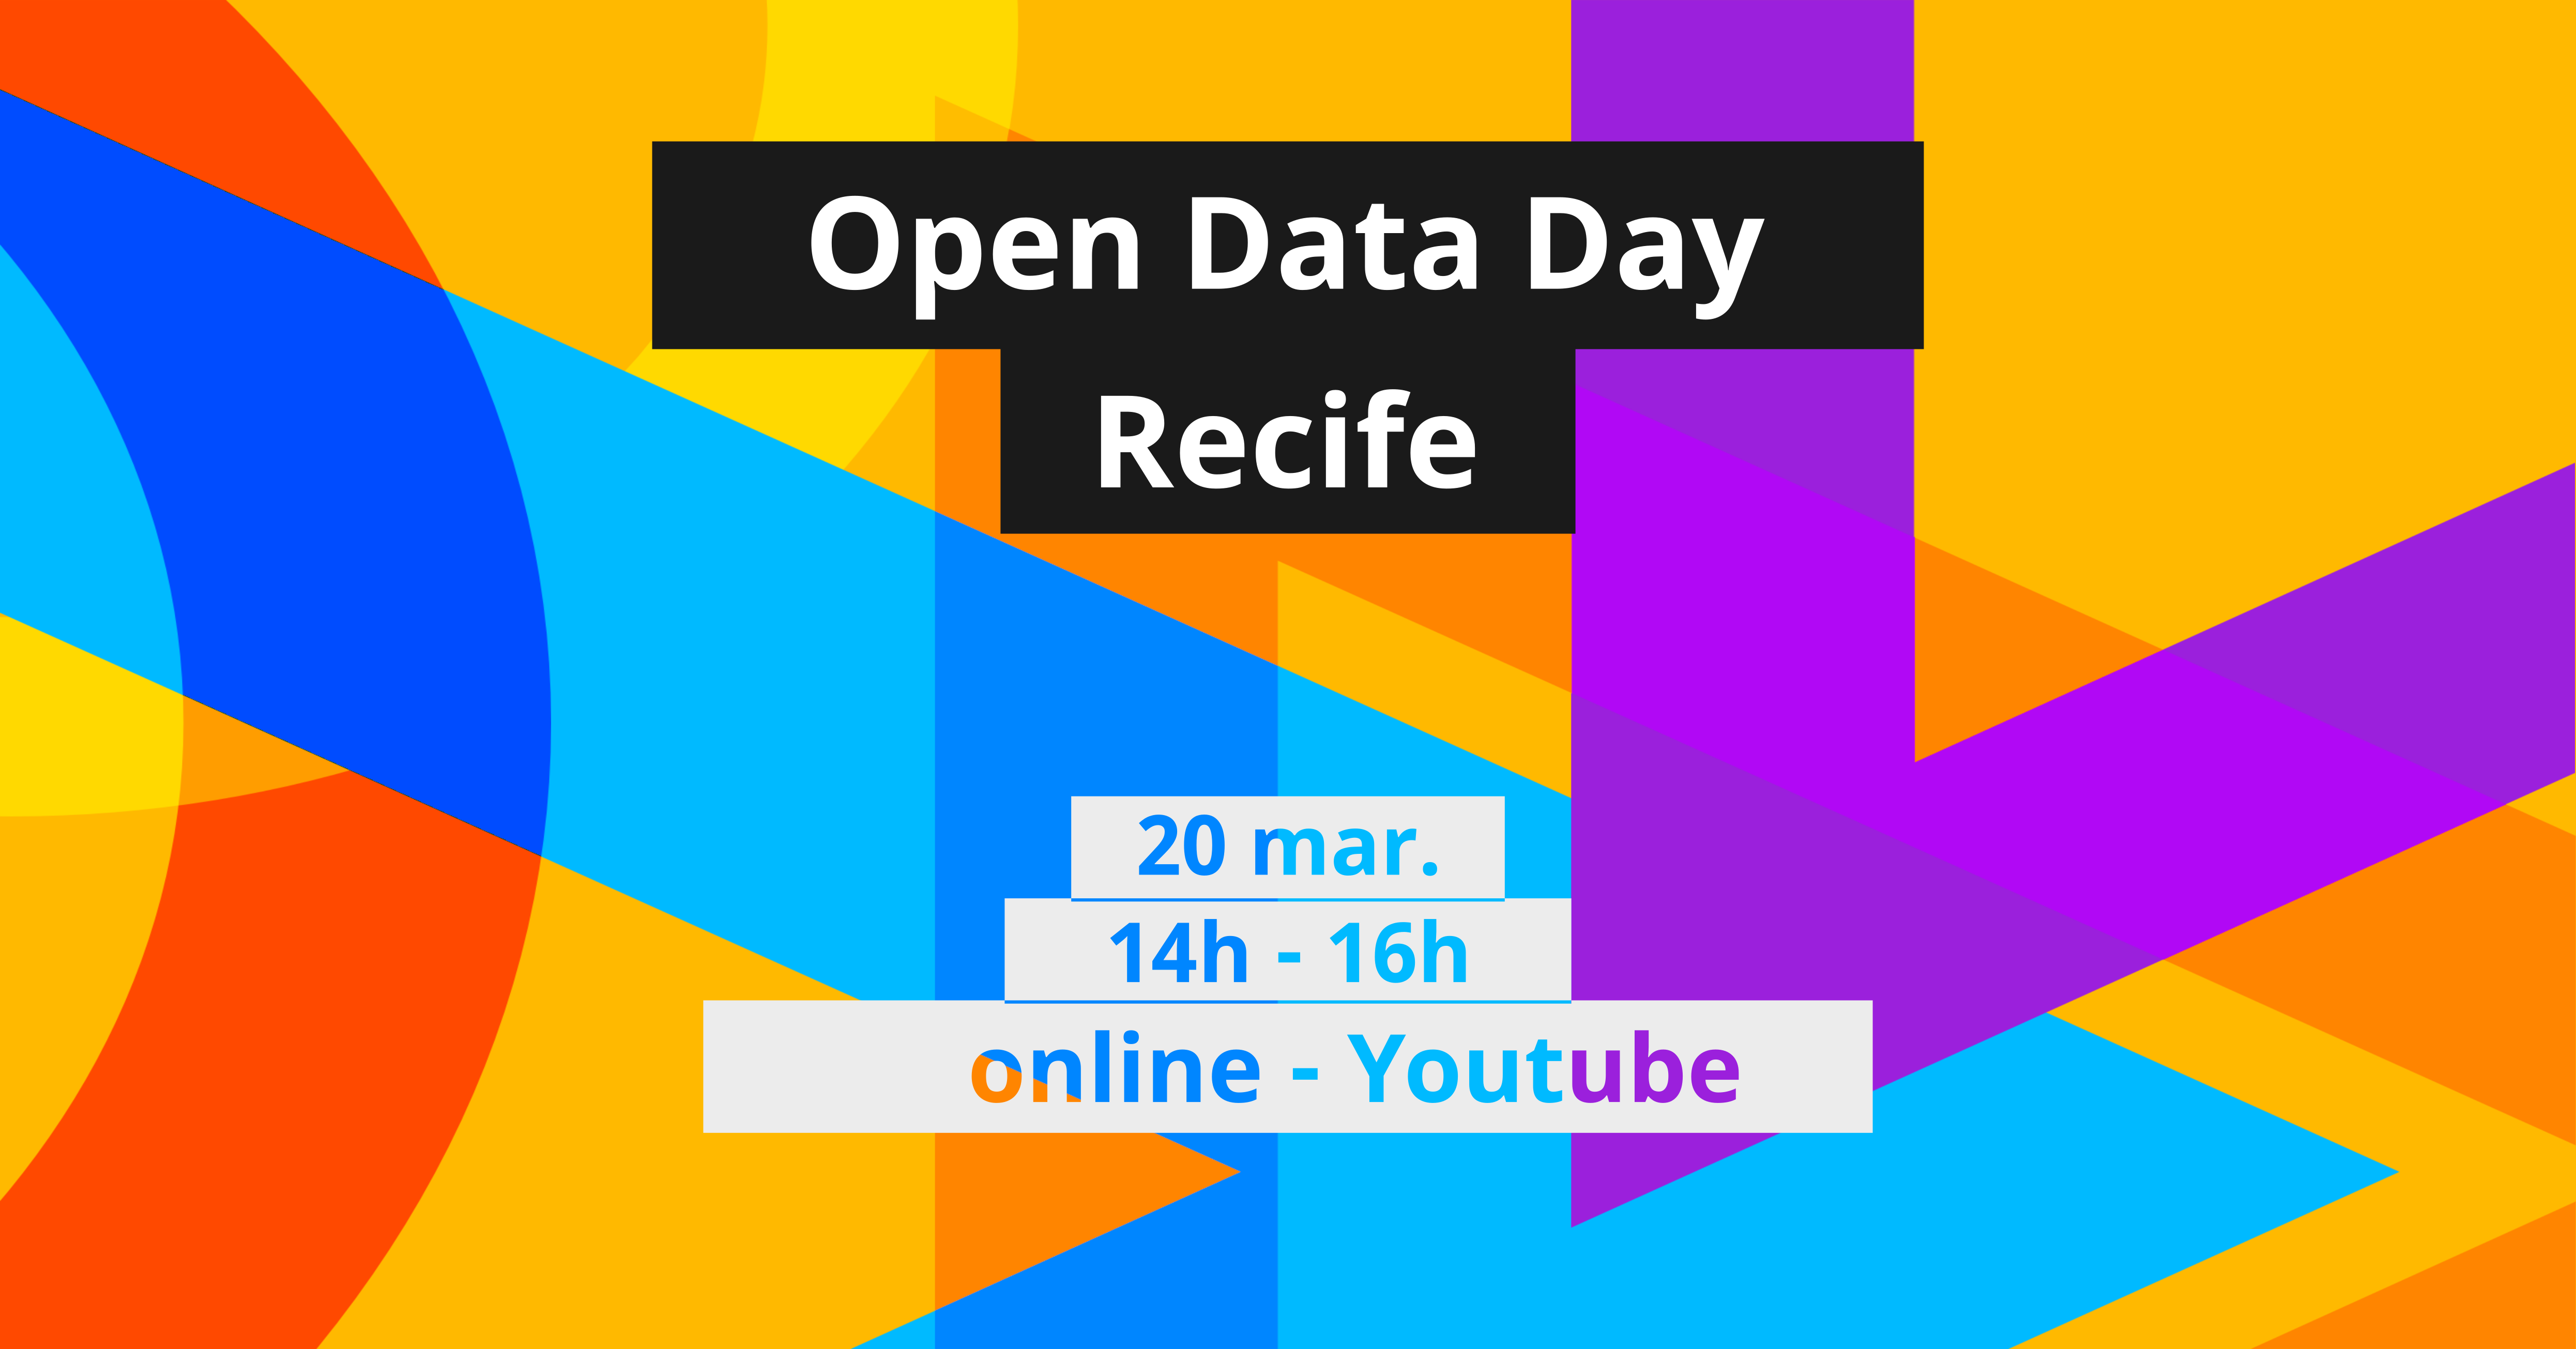 Open Data Day
Recife
20 mar.
14h - 16h
online - Youtube